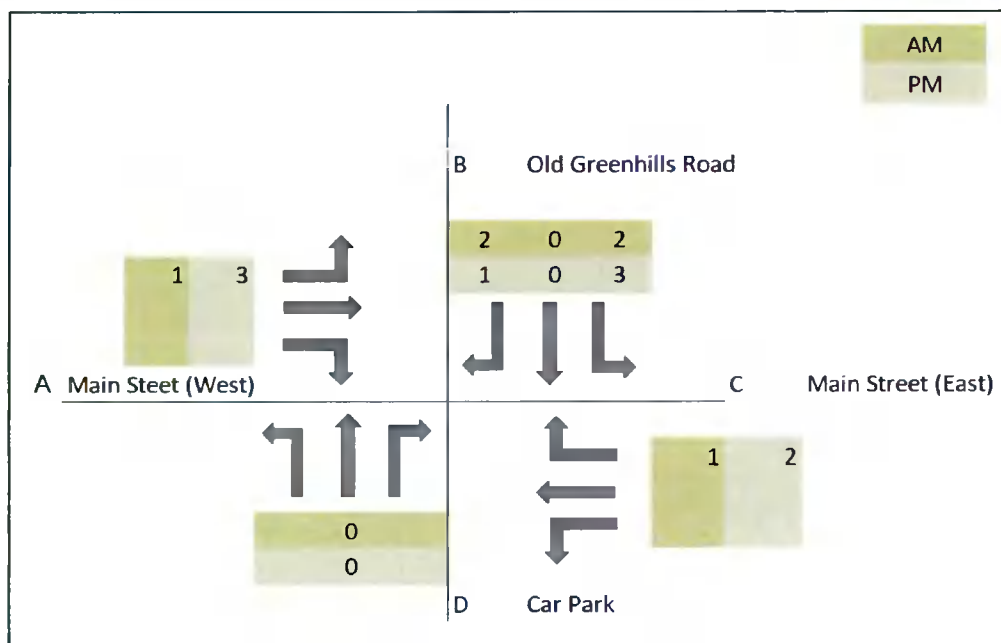 AM
PM
B Old Greenhills Road
2 0 2
1 0 3
1 3
A Main Steet (West)
C Main Street (East)
1 2
0
0
D Car Park